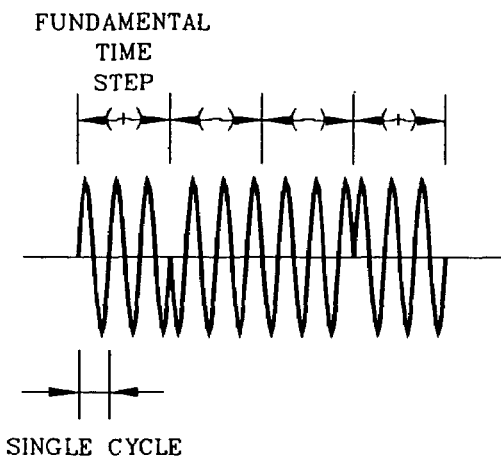 FUNDAMENTAL
TIME
STEP
(+) (−) (−) (+)
SINGLE CYCLE